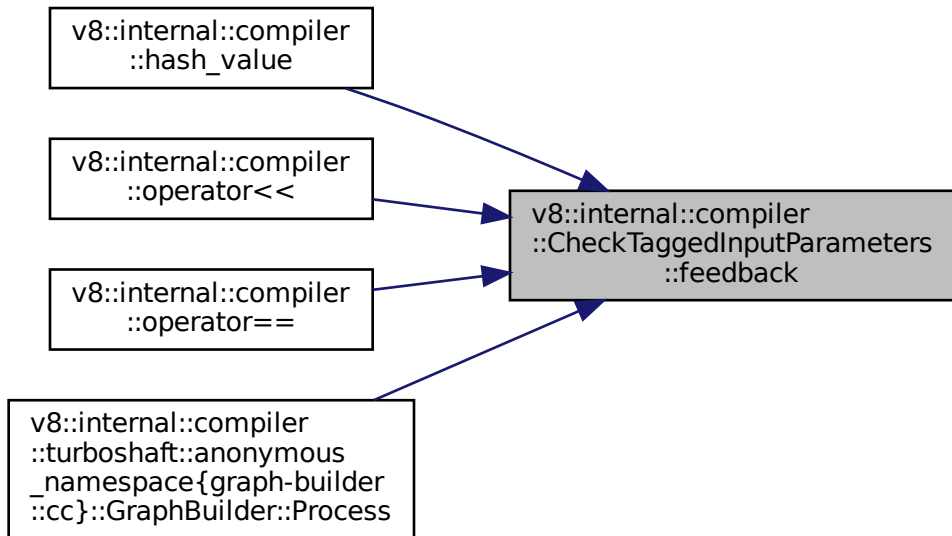 v8::internal::compiler
::hash_value
v8::internal::compiler
::operator<<
v8::internal::compiler
::operator==
v8::internal::compiler
::turboshaft::anonymous
_namespace{graph-builder
::cc}::GraphBuilder::Process
v8::internal::compiler
::CheckTaggedInputParameters
::feedback